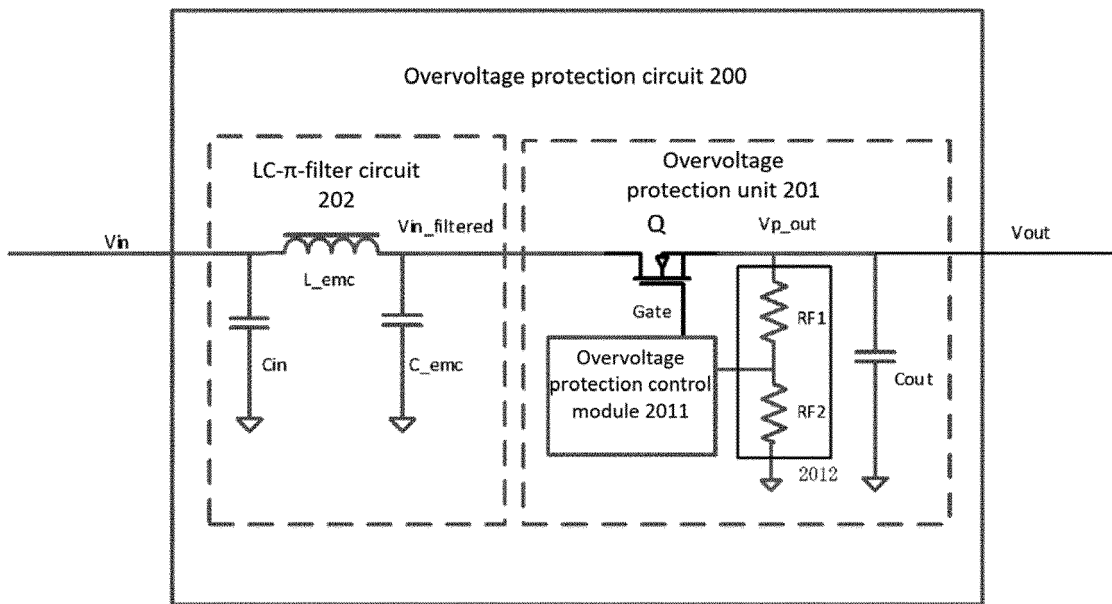 Overvoltage protection circuit 200
LC-π-filter circuit
202
Overvoltage
protection unit 201
Vin
Vin_filtered
Q
Vp_out
Vout
L_emc
Gate
RF1
Cin
C_emc
Overvoltage
protection control
module 2011
Cout
RF2
2012